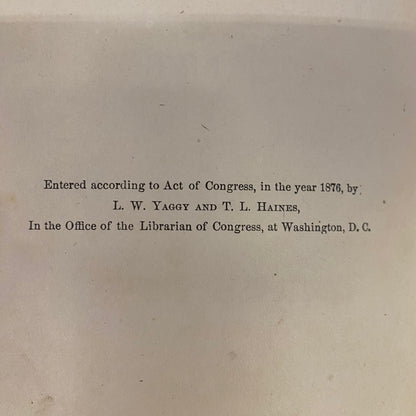 Entered according to Act of Congress, in the year 1876, by
L. W. YAGGY AND T. L. HAINES,
In the Office of the Librarian of Congress, at Washington, D. C.